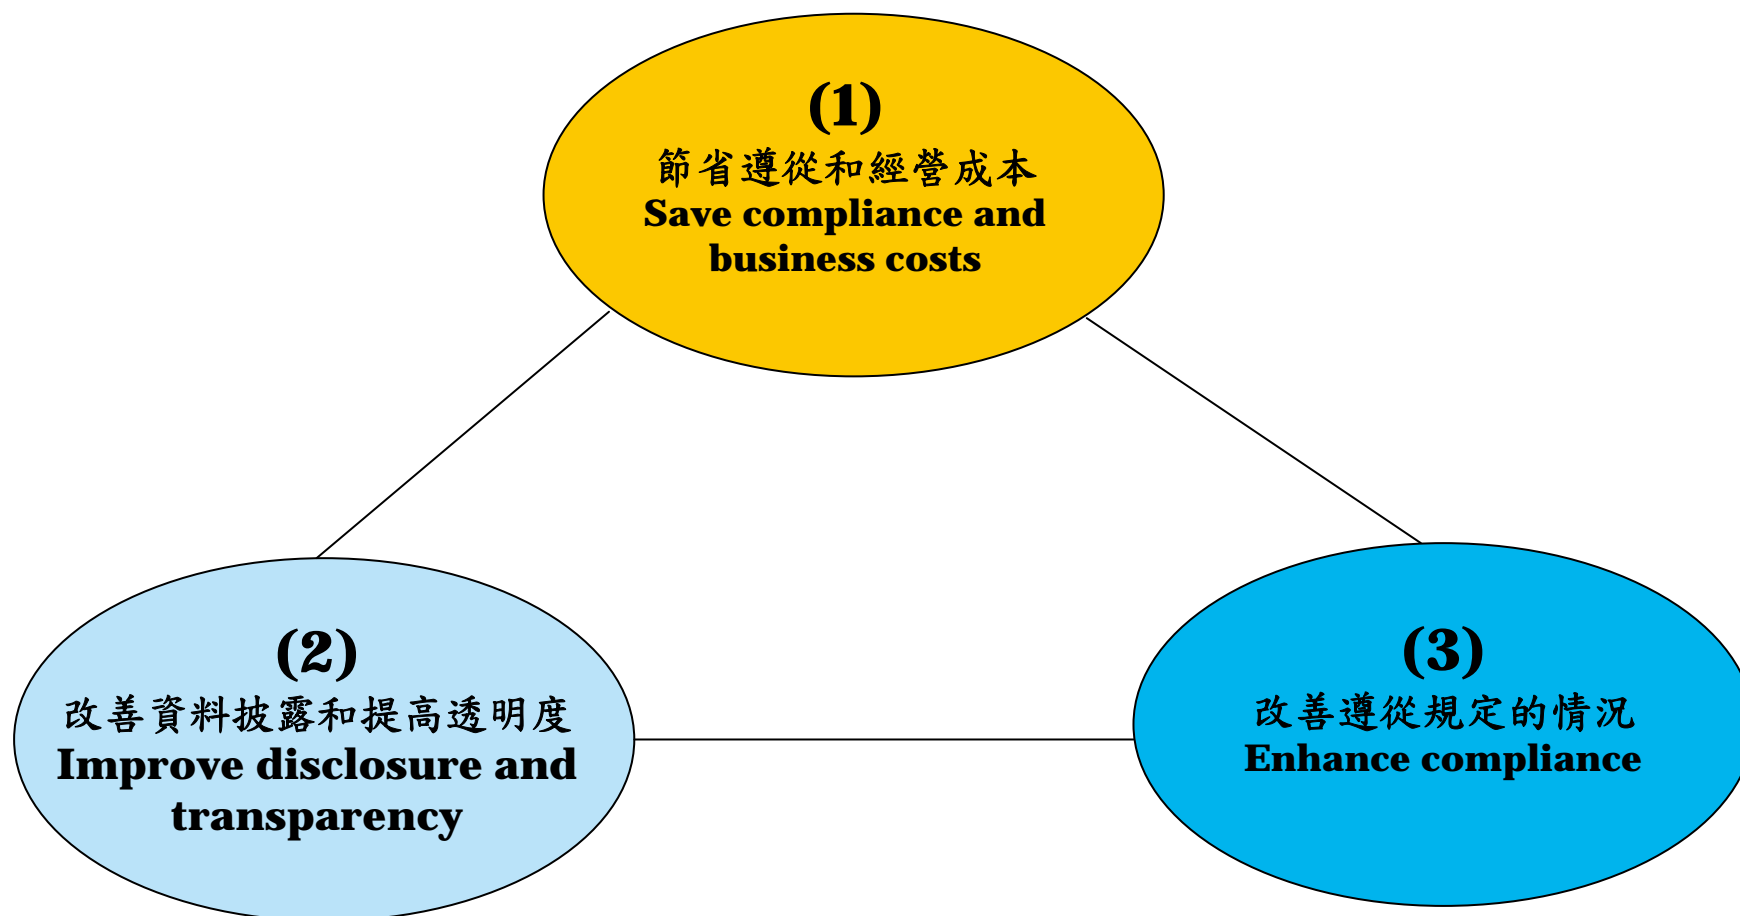 (1)
節省遵從和經營成本
Save compliance and
business costs
(2)
改善資料披露和提高透明度
Improve disclosure and
transparency
(3)
改善遵從規定的情況
Enhance compliance